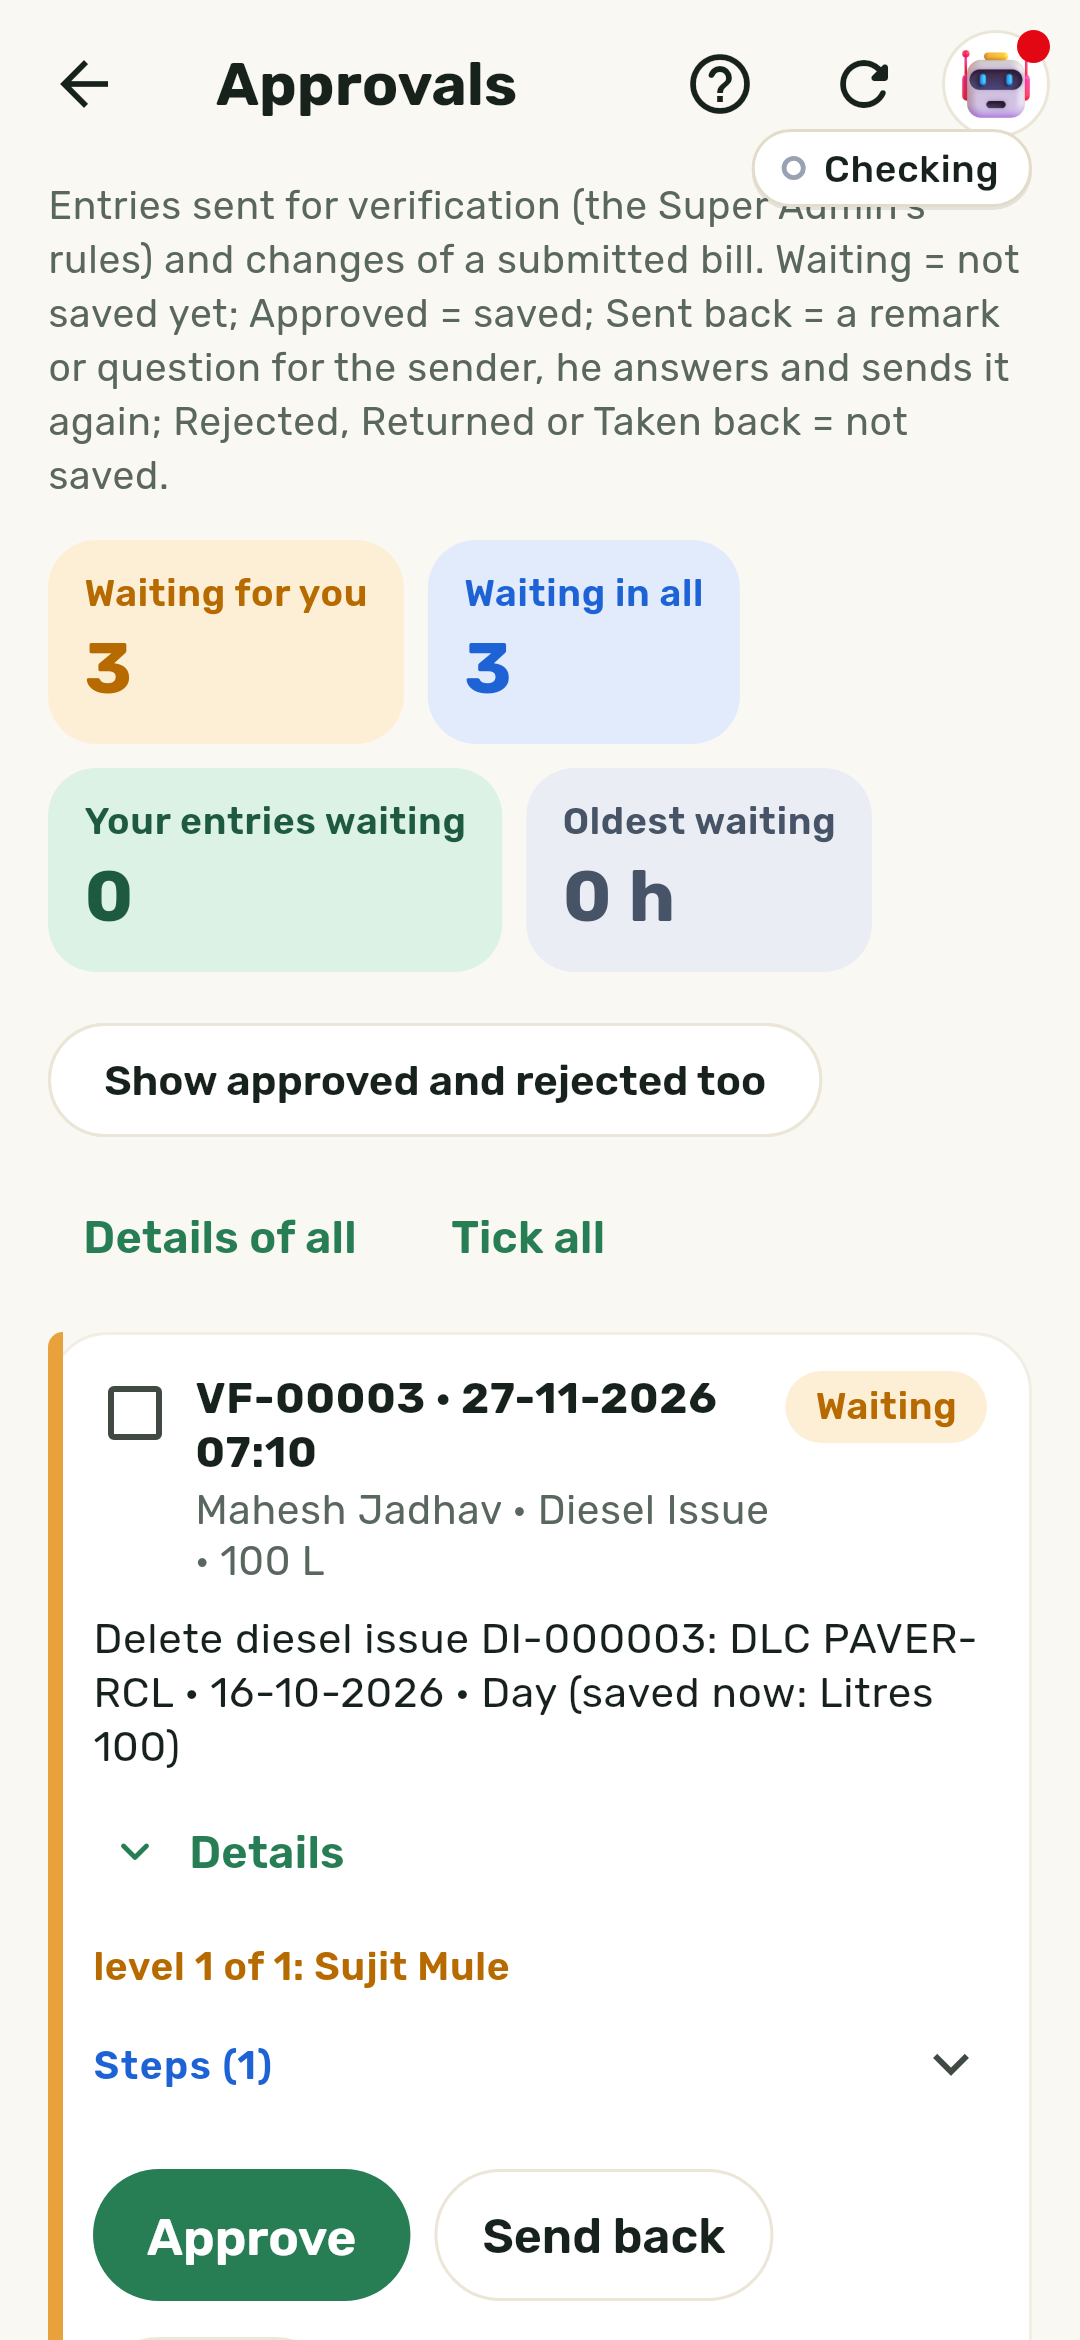 Approvals
Checking
Entries sent for verification (the Super Admin's
rules) and changes of a submitted bill. Waiting = not
saved yet; Approved = saved; Sent back = a remark
or question for the sender, he answers and sends it
again; Rejected, Returned or Taken back = not
saved.
Waiting for you
3
Waiting in all
3
Your entries waiting
0
Oldest waiting
0 h
Show approved and rejected too
Details of all
Tick all
VF-00003 • 27-11-2026
07:10
Waiting
Mahesh Jadhav • Diesel Issue
• 100 L
Delete diesel issue DI-000003: DLC PAVER-
RCL • 16-10-2026 • Day (saved now: Litres
100)
Details
level 1 of 1: Sujit Mule
Steps (1)
Approve
Send back